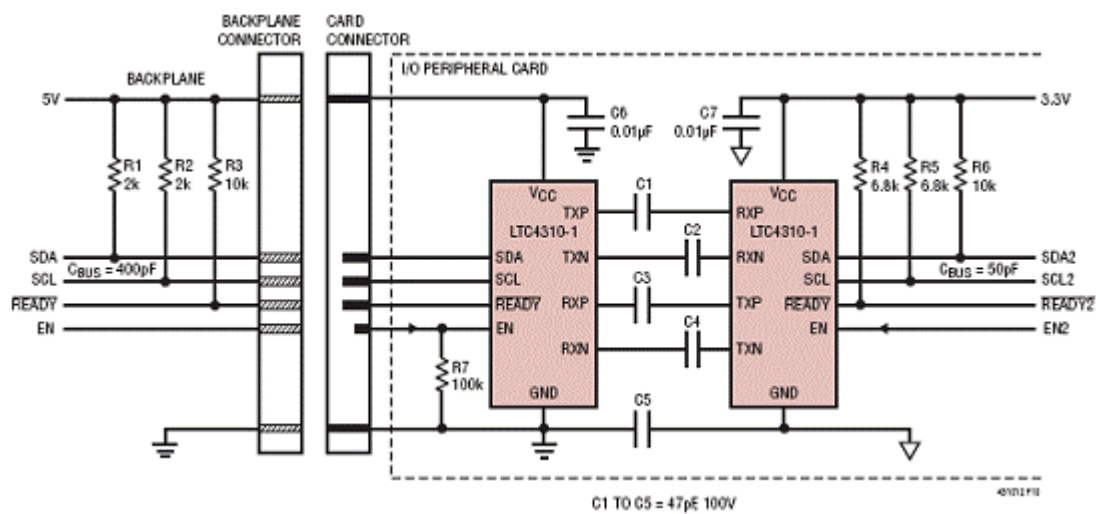 BACKPLANE CONNECTOR
CARD CONNECTOR
I/O PERIPHERAL CARD
BACKPLANE
5V
R1 2k
R2 2k
R3 10k
C6 0.01µF
C7 0.01µF
3.3V
R4 6.8k
R5 6.8k
R6 10k
VCC
TXP
LTC4310-1
SDA
TXN
SCL
READY
RXP
EN
RXN
GND
C1
C2
C3
C4
C5
VCC
RXP
LTC4310-1
RXN
SDA
SCL
TXP
READY
EN
TXN
GND
SDA
CBUS = 400pF
SCL
READY
EN
R7 100k
SDA2
CBUS = 50pF
SCL2
READY2
EN2
C1 TO C5 = 47pF, 100V